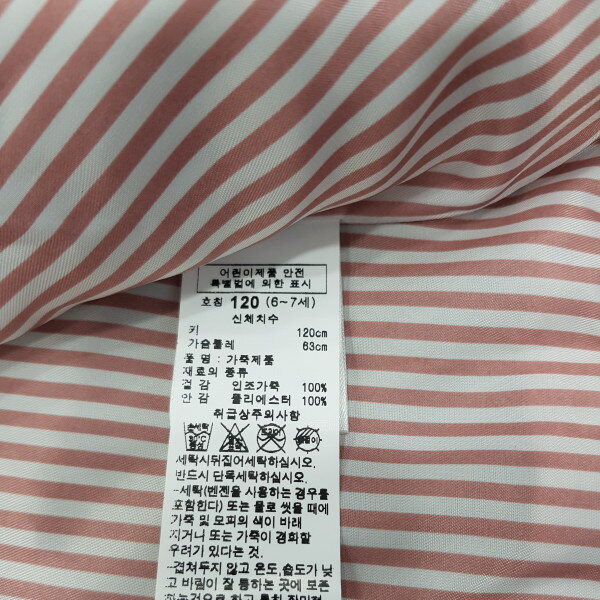 어린이제품 안전
특별법에 의한 표시
호칭 120 (6~7세)
신체치수
키 120cm
가슴둘레 63cm
품 명 : 가죽제품
재료의 종류
겉 감 인조가죽 100%
안 감 폴리에스터 100%
취급상주의사항
손세탁
중성
드라이
세탁시뒤집어세탁하십시오.
반드시 단독세탁하십시오.
-세탁(벤젠을 사용하는 경우를
포함한다) 또는 물로 씻을 때에
가죽 및 모피의 색이 바래
지거나 또는 가죽이 경화할
우려가 있다는 것.
-겹쳐두지 않고 온도,습도가 낮
고 바람이 잘 통하는 곳에 보존